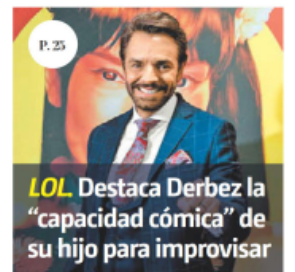 P. 25
LOL. Destaca Derbez la
“capacidad cómica” de
su hijo para improvisar